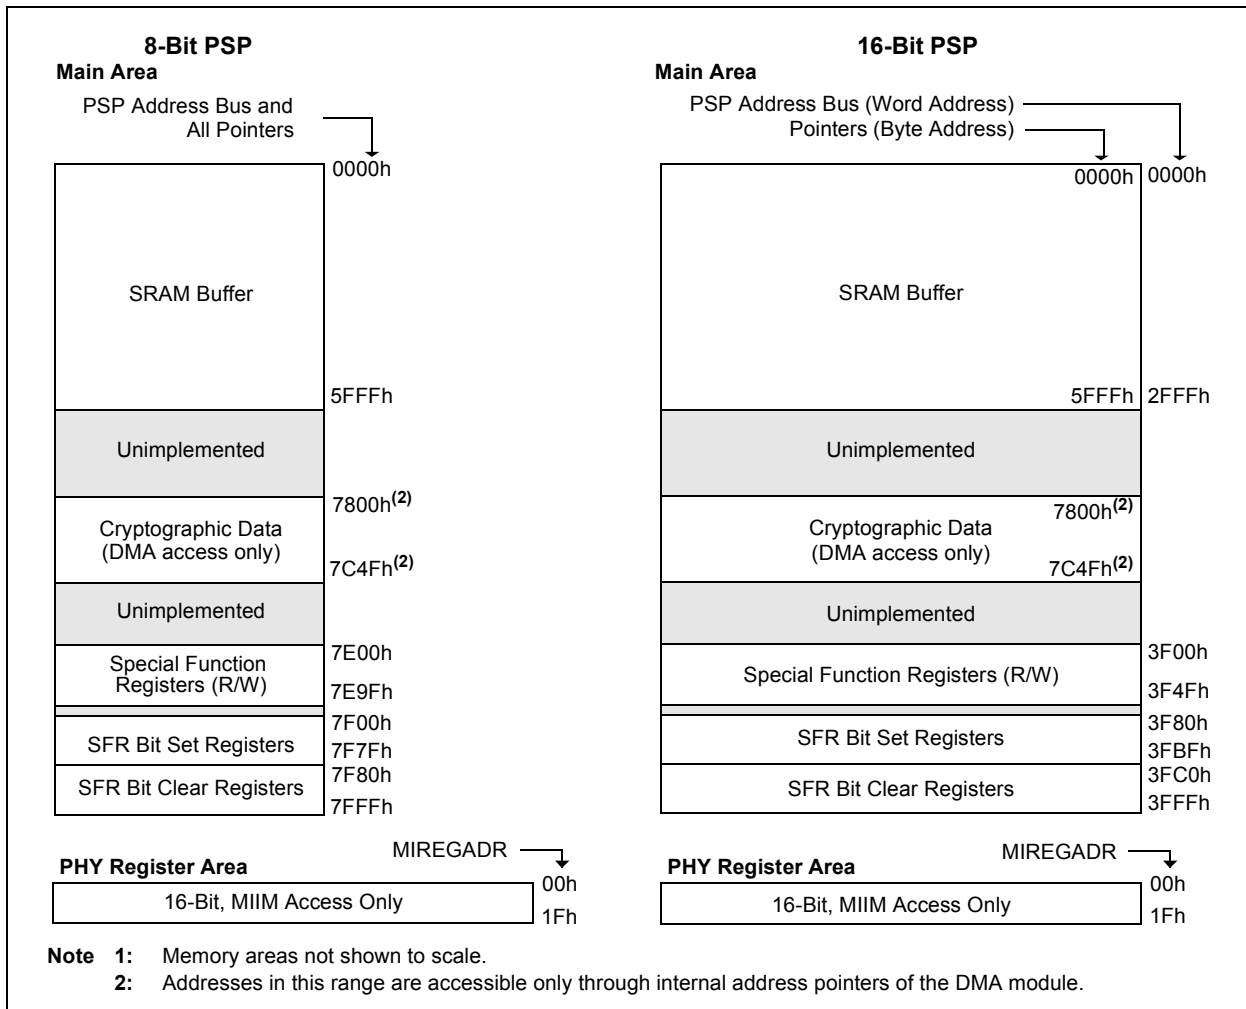 8-Bit PSP
Main Area
PSP Address Bus and
All Pointers
0000h
SRAM Buffer
5FFFh
Unimplemented
7800h(2)
Cryptographic Data
(DMA access only)
7C4Fh(2)
Unimplemented
7E00h
Special Function
Registers (R/W)
7E9Fh
7F00h
SFR Bit Set Registers
7F7Fh
7F80h
SFR Bit Clear Registers
7FFFh
PHY Register Area
MIREGADR
00h
16-Bit, MIIM Access Only
1Fh
16-Bit PSP
Main Area
PSP Address Bus (Word Address)
Pointers (Byte Address)
0000h 0000h
SRAM Buffer
5FFFh 2FFFh
Unimplemented
7800h(2)
Cryptographic Data
(DMA access only)
7C4Fh(2)
Unimplemented
3F00h
Special Function Registers (R/W)
3F4Fh
3F80h
SFR Bit Set Registers
3FBFh
3FC0h
SFR Bit Clear Registers
3FFFh
PHY Register Area
MIREGADR
00h
16-Bit, MIIM Access Only
1Fh
Note 1: Memory areas not shown to scale.
2: Addresses in this range are accessible only through internal address pointers of the DMA module.